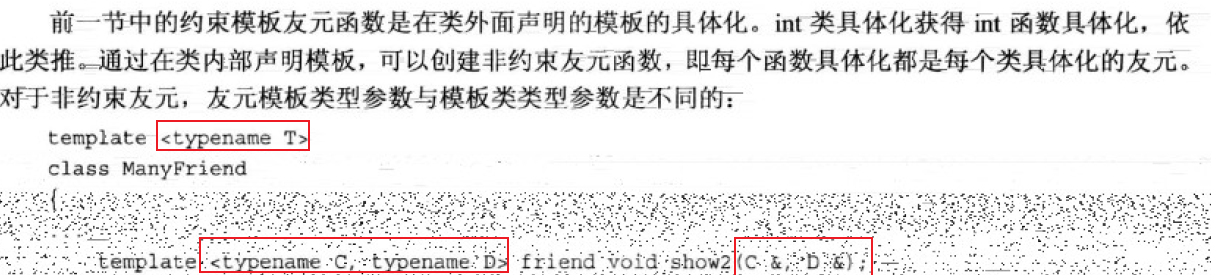 前一节中的约束模板友元函数是在类外面声明的模板的具体化。int 类具体化获得 int 函数具体化，依
此类推。通过在类内部声明模板，可以创建非约束友元函数，即每个函数具体化都是每个类具体化的友元。
对于非约束友元，友元模板类型参数与模板类类型参数是不同的：
template <typename T>
class ManyFriend
{
template <typename C, typename D> friend void show2(C &, D &);